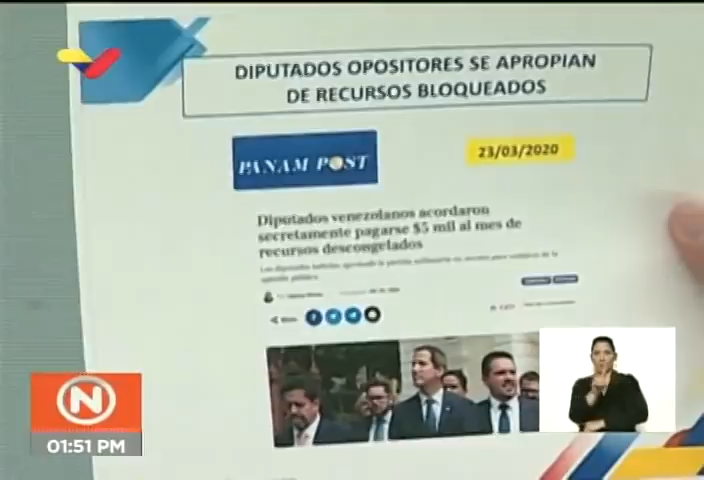 DIPUTADOS OPOSITORES SE APROPIAN
DE RECURSOS BLOQUEADOS
PANAM POST
23/03/2020
Diputados venezolanos acordaron
secretamente pagarse $5 mil al mes de
recursos descongelados
N
01:51 PM